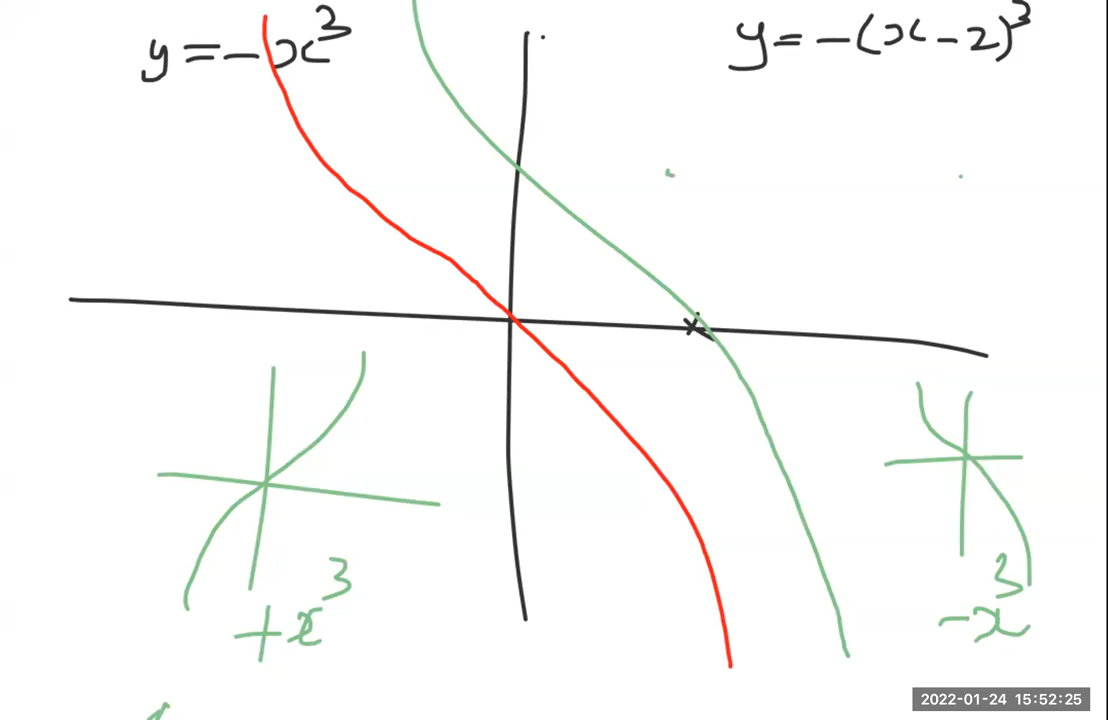 y = -x³
y = -(x-2)³
+x³
-x³
2022-01-24 15:52:25